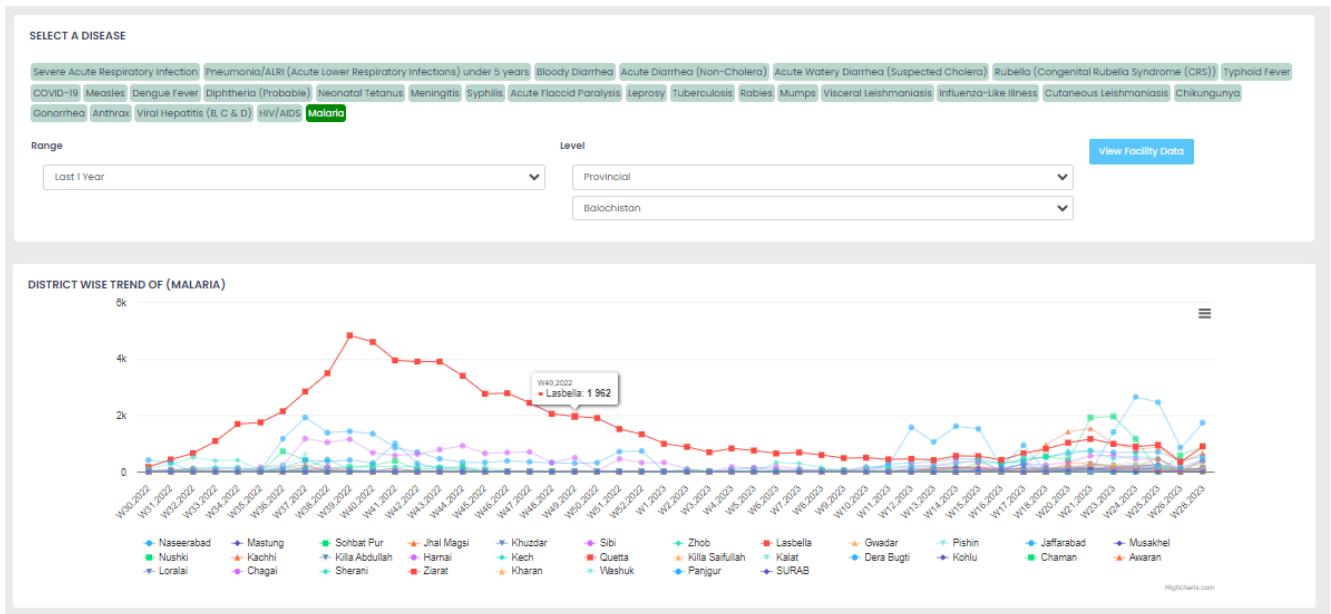 SELECT A DISEASE
Severe Acute Respiratory Infection Pneumonia/ALRI (Acute Lower Respiratory Infections) under 5 years Bloody Diarrhea Acute Diarrhea (Non-Cholera) Acute Watery Diarrhea (Suspected Cholera) Rubella (Congenital Rubella Syndrome (CRS)) Typhoid Fever
COVID-19 Measles Dengue Fever Diphtheria (Probable) Neonatal Tetanus Meningitis Syphilis Acute Flaccid Paralysis Leprosy Tuberculosis Rabies Mumps Visceral Leishmaniasis Influenza-Like Illness Cutaneous Leishmaniasis Chikungunya
Gonorrhea Anthrax Viral Hepatitis (B, C & D) HIV/AIDS Malaria
Range Level View Facility Data
Last 1 Year Provincial
Balochistan
DISTRICT WISE TREND OF (MALARIA)
6k
4k
W49,2022
Lasbella: 1 962
2k
0
W30,2022 W31,2022 W32,2022 W33,2022 W34,2022 W35,2022 W36,2022 W37,2022 W38,2022 W39,2022 W40,2022 W41,2022 W42,2022 W43,2022 W44,2022 W45,2022 W46,2022 W47,2022 W48,2022 W49,2022 W50,2022 W51,2022 W52,2022 W1,2023 W2,2023 W3,2023 W4,2023 W5,2023 W6,2023 W7,2023 W8,2023 W9,2023 W10,2023 W11,2023 W12,2023 W13,2023 W14,2023 W15,2023 W16,2023 W17,2023 W18,2023 W20,2023 W21,2023 W23,2023 W24,2023 W25,2023 W26,2023 W28,2023
Naseerabad Mastung Sohbat Pur Jhal Magsi Khuzdar Sibi Zhob Lasbella Gwadar Pishin Jaffarabad Musakhel
Nushki Kachhi Killa Abdullah Harnai Kech Quetta Killa Saifullah Kalat Dera Bugti Kohlu Chaman Awaran
Loralai Chagai Sherani Ziarat Kharan Washuk Panjgur SURAB
Highcharts.com